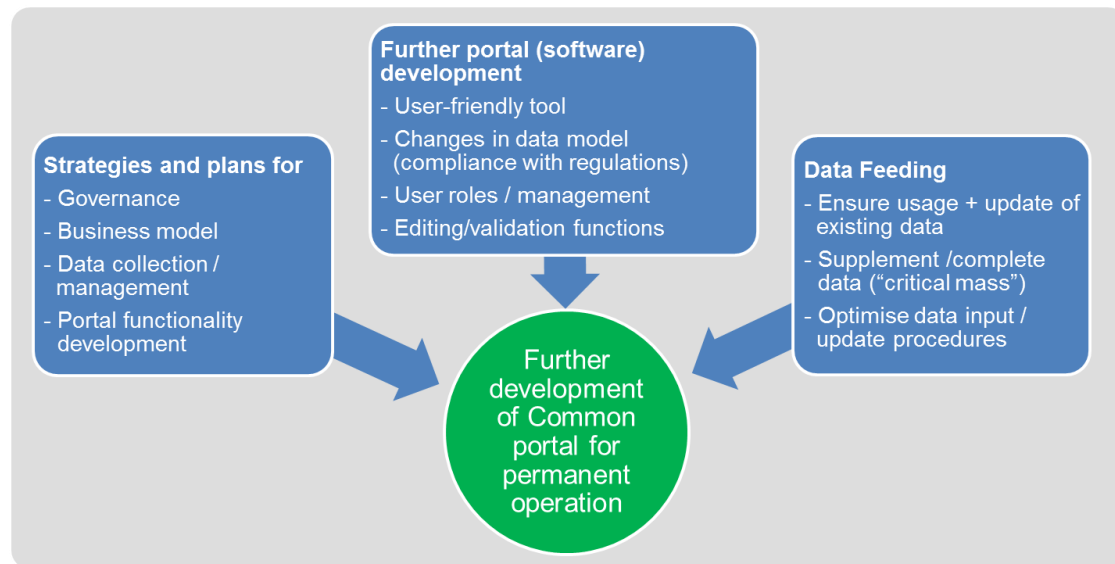 Strategies and plans for
- Governance
- Business model
- Data collection /
management
- Portal functionality
development
Further portal (software)
development
- User-friendly tool
- Changes in data model
(compliance with regulations)
- User roles / management
- Editing/validation functions
Data Feeding
- Ensure usage + update of
existing data
- Supplement /complete
data (“critical mass”)
- Optimise data input /
update procedures
Further
development
of Common
portal for
permanent
operation